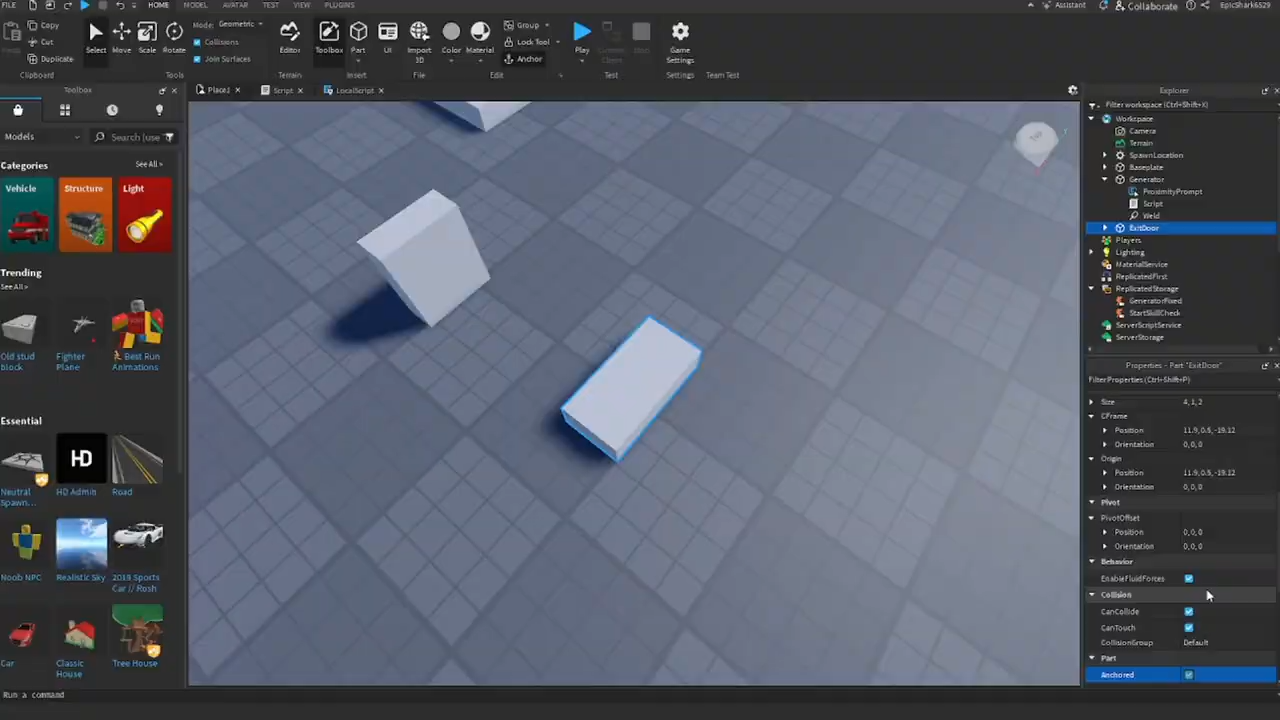 FILE HOME MODEL AVATAR TEST VIEW PLUGINS Assistant Collaborate EpicShark6529
Copy Cut Duplicate Clipboard
Select Move Scale Rotate Mode: Geometric Collisions Join Surfaces Tools
Editor Terrain
Toolbox Part UI Insert
Import 3D File
Color Material Group Lock Tool Anchor Edit
Play Test
Game Settings Settings Team Test
Toolbox
Place1 Script LocalScript
Models Search (use
Categories See All >
Vehicle Structure Light
Trending
See All >
Old stud block
Fighter Plane
Best Run Animations
Essential See All >
Neutral Spawn...
HD
HD Admin
Road
Noob NPC
Realistic Sky
2019 Sports Car // Rosh
Car
Classic House
Tree House
Run a command
Explorer
Filter workspace (Ctrl+Shift+X)
Workspace
Camera
Terrain
SpawnLocation
Baseplate
Generator
ProximityPrompt
Script
Weld
ExitDoor
Players
Lighting
MaterialService
ReplicatedFirst
ReplicatedStorage
GeneratorFixed
StartSkillCheck
ServerScriptService
ServerStorage
Properties - Part "ExitDoor"
Filter Properties (Ctrl+Shift+P)
Size 4,1,2
CFrame
Position 11.9,0.5,-19.12
Orientation 0,0,0
Origin
Position 11.9,0.5,-19.12
Orientation 0,0,0
Pivot
PivotOffset
Position 0,0,0
Orientation 0,0,0
Behavior
EnableFluidForces
Collision
CanCollide
CanTouch
CollisionGroup Default
Part
Anchored